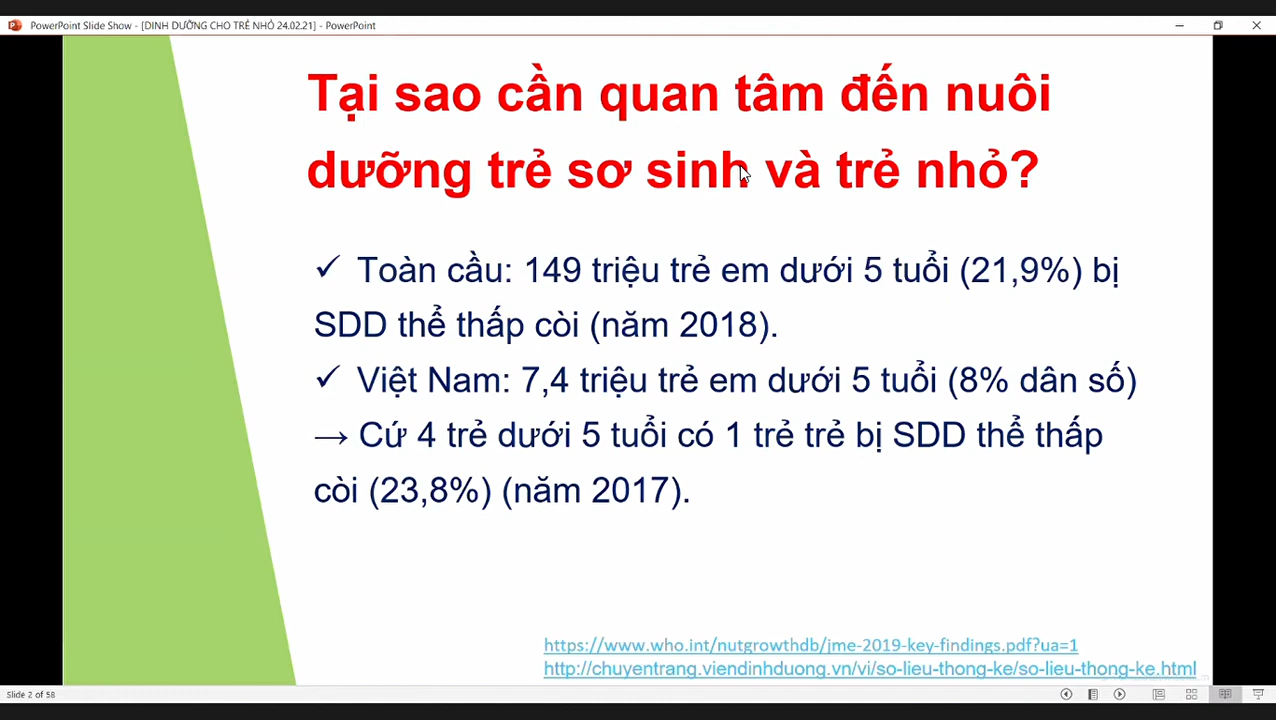 PowerPoint Slide Show - [DINH DƯỠNG CHO TRẺ NHỎ 24.02.21] - PowerPoint
Tại sao cần quan tâm đến nuôi
dưỡng trẻ sơ sinh và trẻ nhỏ?
✓ Toàn cầu: 149 triệu trẻ em dưới 5 tuổi (21,9%) bị
SDD thể thấp còi (năm 2018).
✓ Việt Nam: 7,4 triệu trẻ em dưới 5 tuổi (8% dân số)
→ Cứ 4 trẻ dưới 5 tuổi có 1 trẻ trẻ bị SDD thể thấp
còi (23,8%) (năm 2017).
https://www.who.int/nutgrowthdb/jme-2019-key-findings.pdf?ua=1
http://chuyentrang.viendinhduong.vn/vi/so-lieu-thong-ke/so-lieu-thong-ke.html
Slide 2 of 58